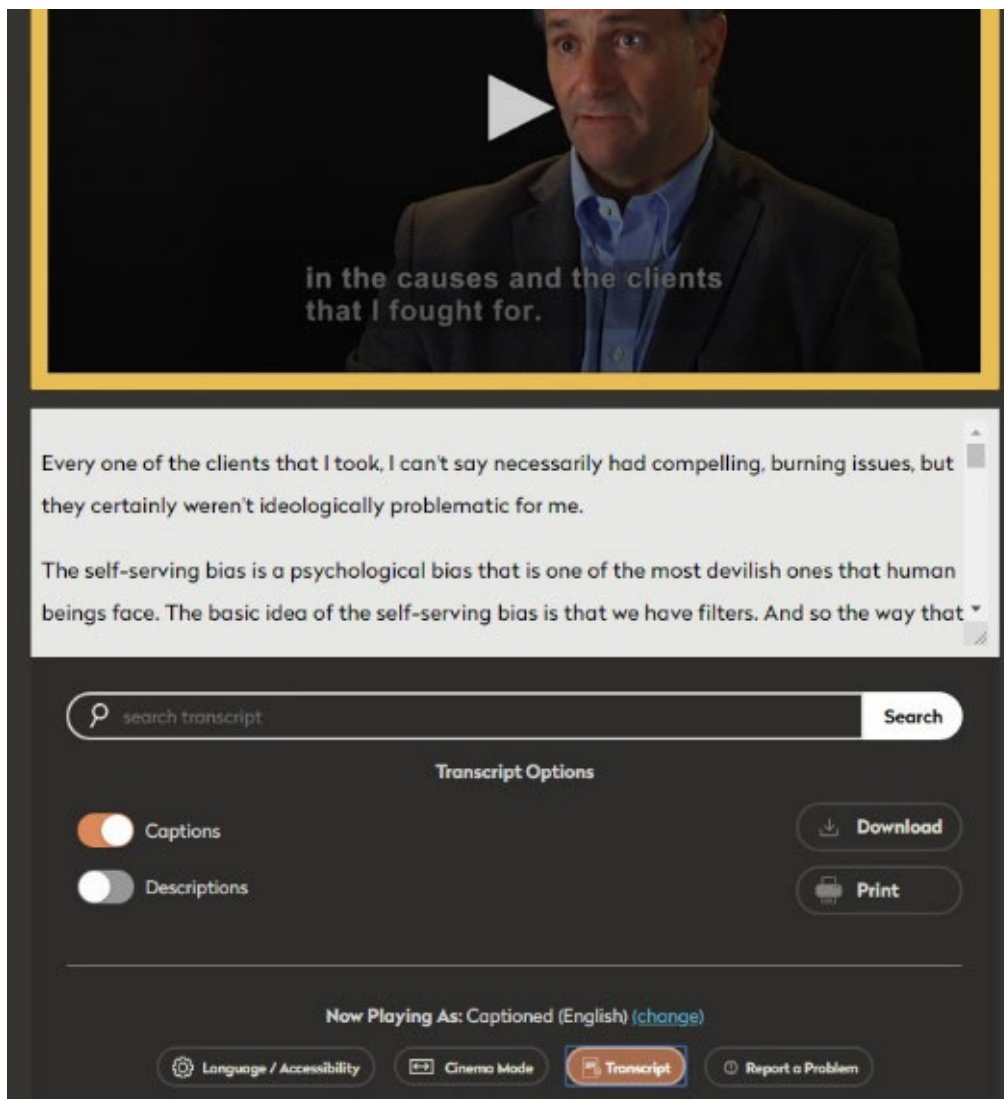 in the causes and the clients
that I fought for.
Every one of the clients that I took, I can't say necessarily had compelling, burning issues, but
they certainly weren't ideologically problematic for me.
The self-serving bias is a psychological bias that is one of the most devilish ones that human
beings face. The basic idea of the self-serving bias is that we have filters. And so the way that
search transcript
Search
Transcript Options
Captions
Download
Descriptions
Print
Now Playing As: Captioned (English) (change)
Language / Accessibility
Cinema Mode
Transcript
Report a Problem